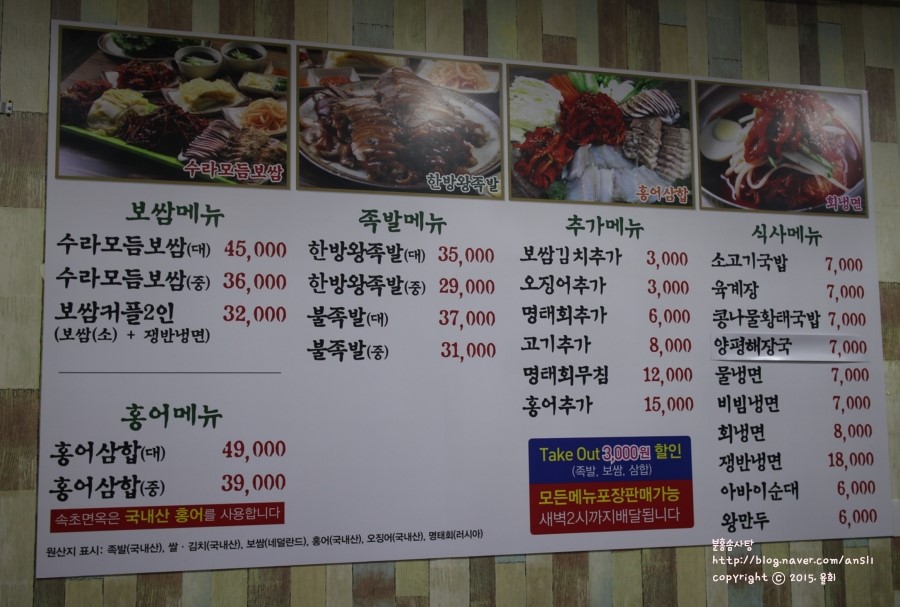 수라모듬보쌈
한방왕족발
홍어삼합
회냉면
보쌈메뉴
수라모듬보쌈(대) 45,000
수라모듬보쌈(중) 36,000
보쌈커플2인 32,000
(보쌈(소) + 쟁반냉면)
홍어메뉴
홍어삼합(대) 49,000
홍어삼합(중) 39,000
속초면옥은 국내산 홍어를 사용합니다
족발메뉴
한방왕족발(대) 35,000
한방왕족발(중) 29,000
불족발(대) 37,000
불족발(중) 31,000
추가메뉴
보쌈김치추가 3,000
오징어추가 3,000
명태회추가 6,000
고기추가 8,000
명태회무침 12,000
홍어추가 15,000
Take Out 3,000원 할인
(족발, 보쌈, 삼합)
모든메뉴포장판매가능
새벽2시까지배달됩니다
식사메뉴
소고기국밥 7,000
육계장 7,000
콩나물황태국밥 7,000
양평해장국 7,000
물냉면 7,000
비빔냉면 7,000
회냉면 8,000
쟁반냉면 18,000
아바이순대 6,000
왕만두 6,000
원산지 표시: 족발(국내산), 쌀 · 김치(국내산), 보쌈(네덜란드), 홍어(국내산), 오징어(국내산), 명태회(러시아)
분홍솜사탕
http://blog.naver.com/ansl1
copyright ⓒ 2015. 율희